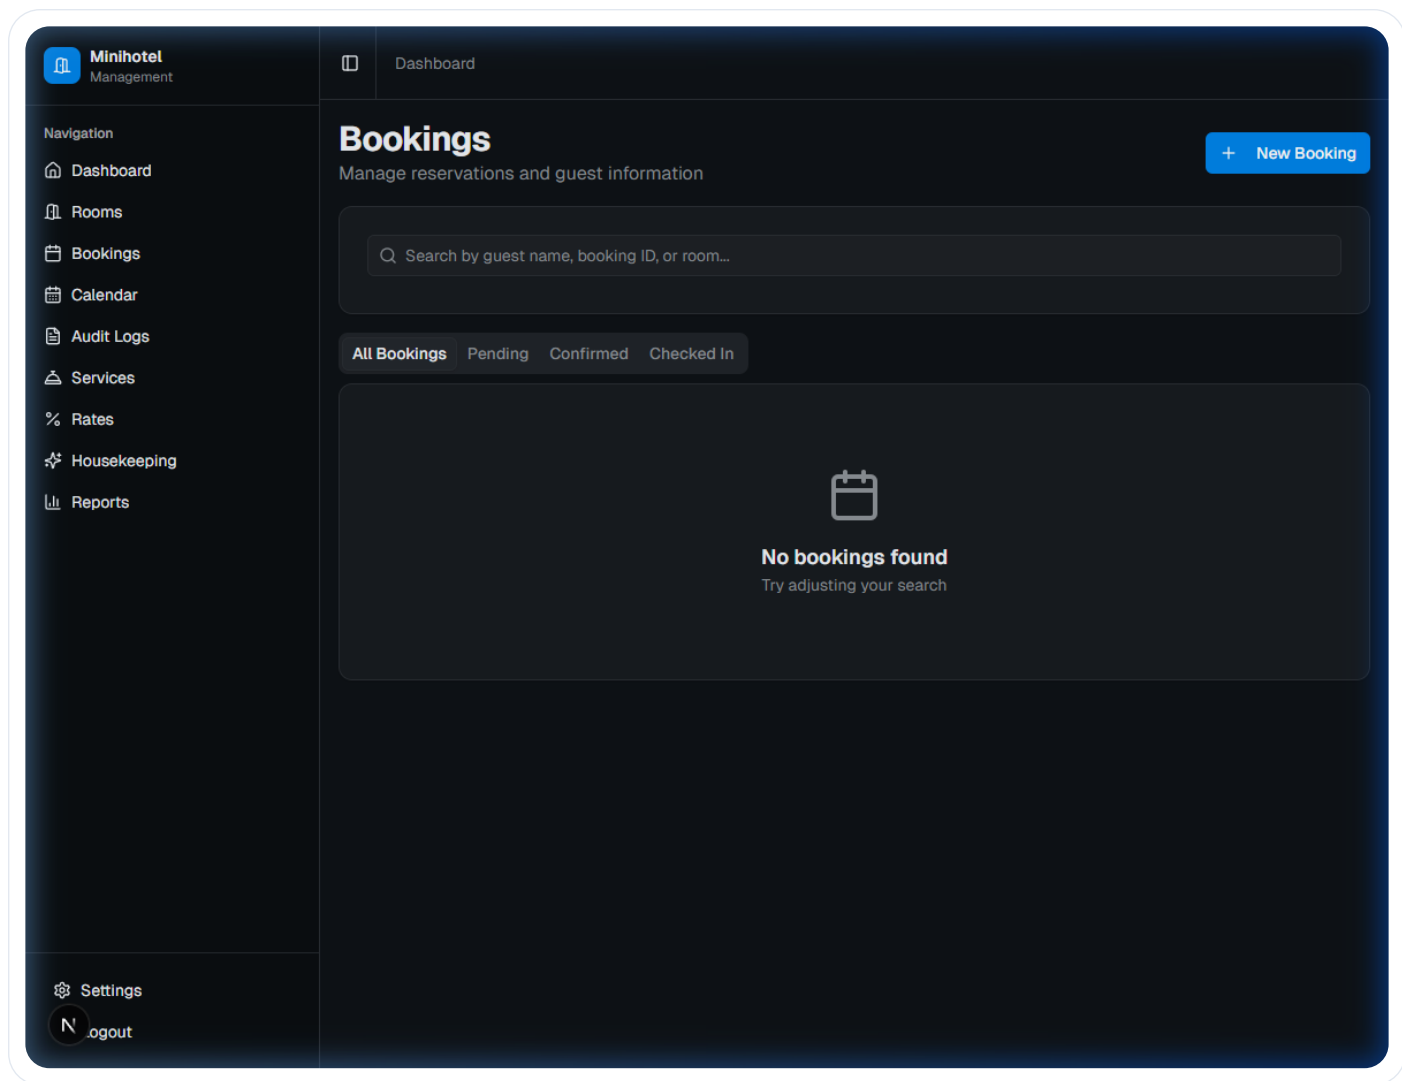 Minihotel
Management
Navigation
Dashboard
Rooms
Bookings
Calendar
Audit Logs
Services
Rates
Housekeeping
Reports
Settings
N
Logout
Dashboard
Bookings
Manage reservations and guest information
New Booking
Search by guest name, booking ID, or room...
All Bookings Pending Confirmed Checked In
No bookings found
Try adjusting your search